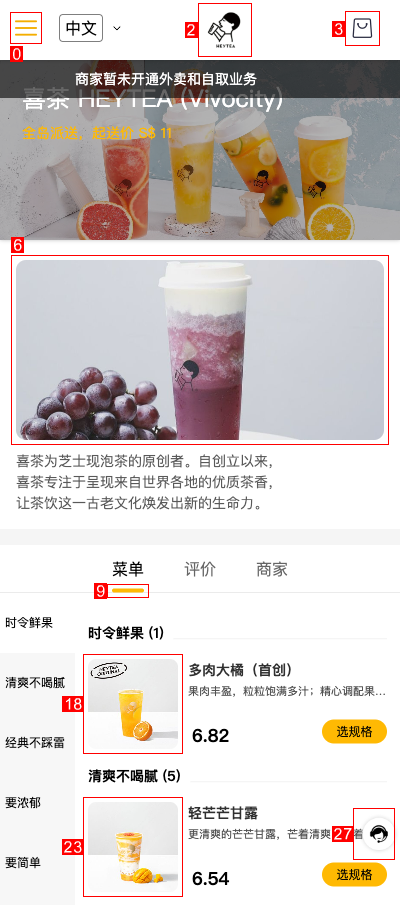 中文
HEYTEA
商家暂未开通外卖和自取业务
喜茶 HEYTEA (Vivocity)
全岛派送，起送价 S$ 11
喜茶为芝士现泡茶的原创者。自创立以来，
喜茶专注于呈现来自世界各地的优质茶香，
让茶饮这一古老文化焕发出新的生命力。
菜单 评价 商家
时令鲜果
清爽不喝腻
经典不踩雷
要浓郁
要简单
时令鲜果 (1)
多肉大橘（首创）
果肉丰盈，粒粒饱满多汁；精心调配果...
6.82 选规格
清爽不喝腻 (5)
轻芒芒甘露
更清爽的芒芒甘露，芒着清爽 着
6.54 选规格
0
2
3
6
9
18
23
27